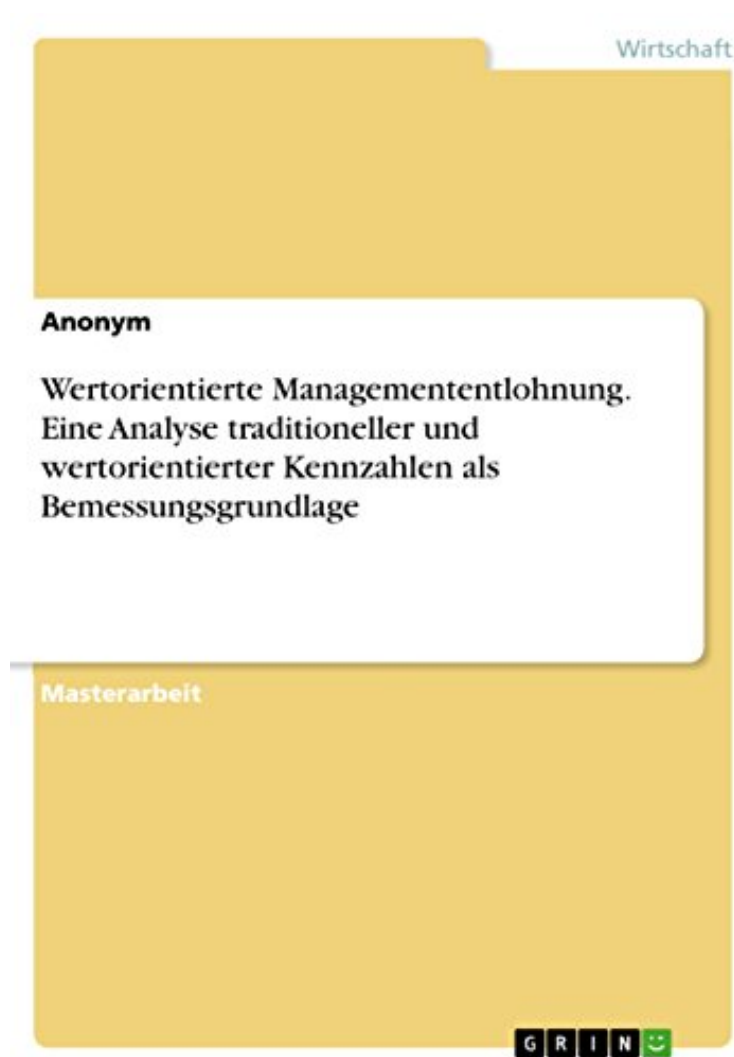 Wirtschaft
Anonym
Wertorientierte Managemententlohnung.
Eine Analyse traditioneller und
wertorientierter Kennzahlen als
Bemessungsgrundlage
Masterarbeit
GRIN